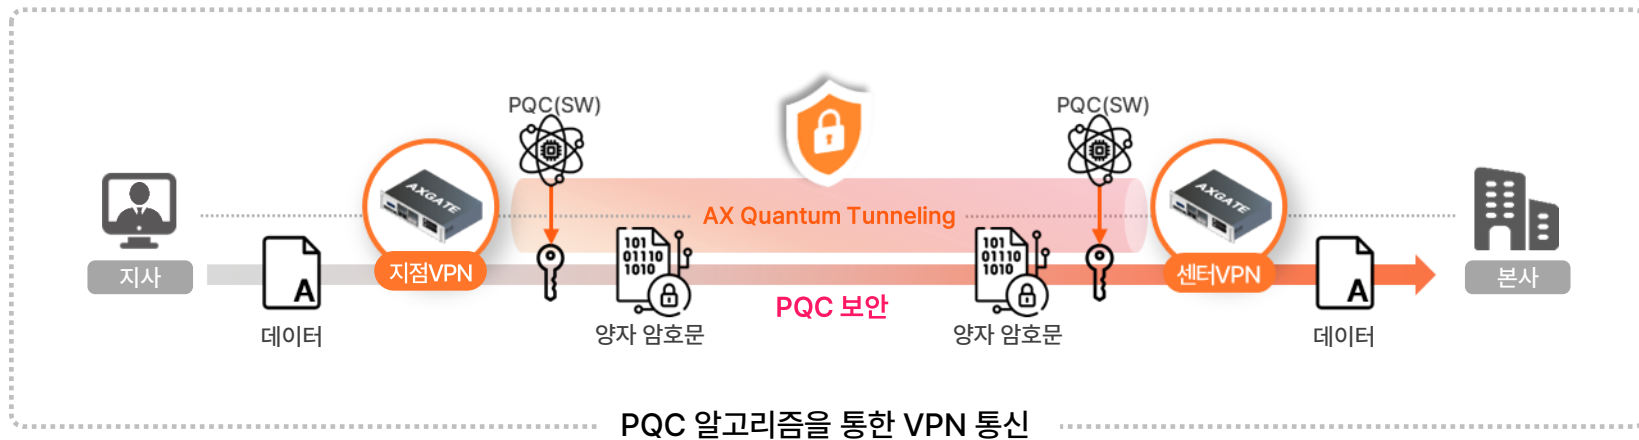 PQC(SW)
PQC(SW)
AXGATE
AXGATE
AX Quantum Tunneling
101
01110
1010
101
01110
1010
지사
A
지점VPN
센터VPN
A
본사
PQC 보안
데이터
양자 암호문
양자 암호문
데이터
PQC 알고리즘을 통한 VPN 통신